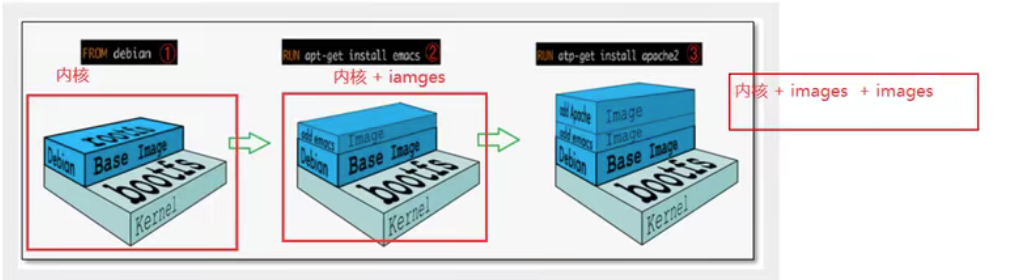 FROM debian ①
RUN apt-get install emacs ②
RUN atp-get install apache2 ③
内核
内核 + iamges
内核 + images + images
rootfs
Debian
Base Image
bootfs
Kernel
add emacs
Image
Debian
Base Image
bootfs
Kernel
add Apache
Image
add emacs
Image
Debian
Base Image
bootfs
Kernel